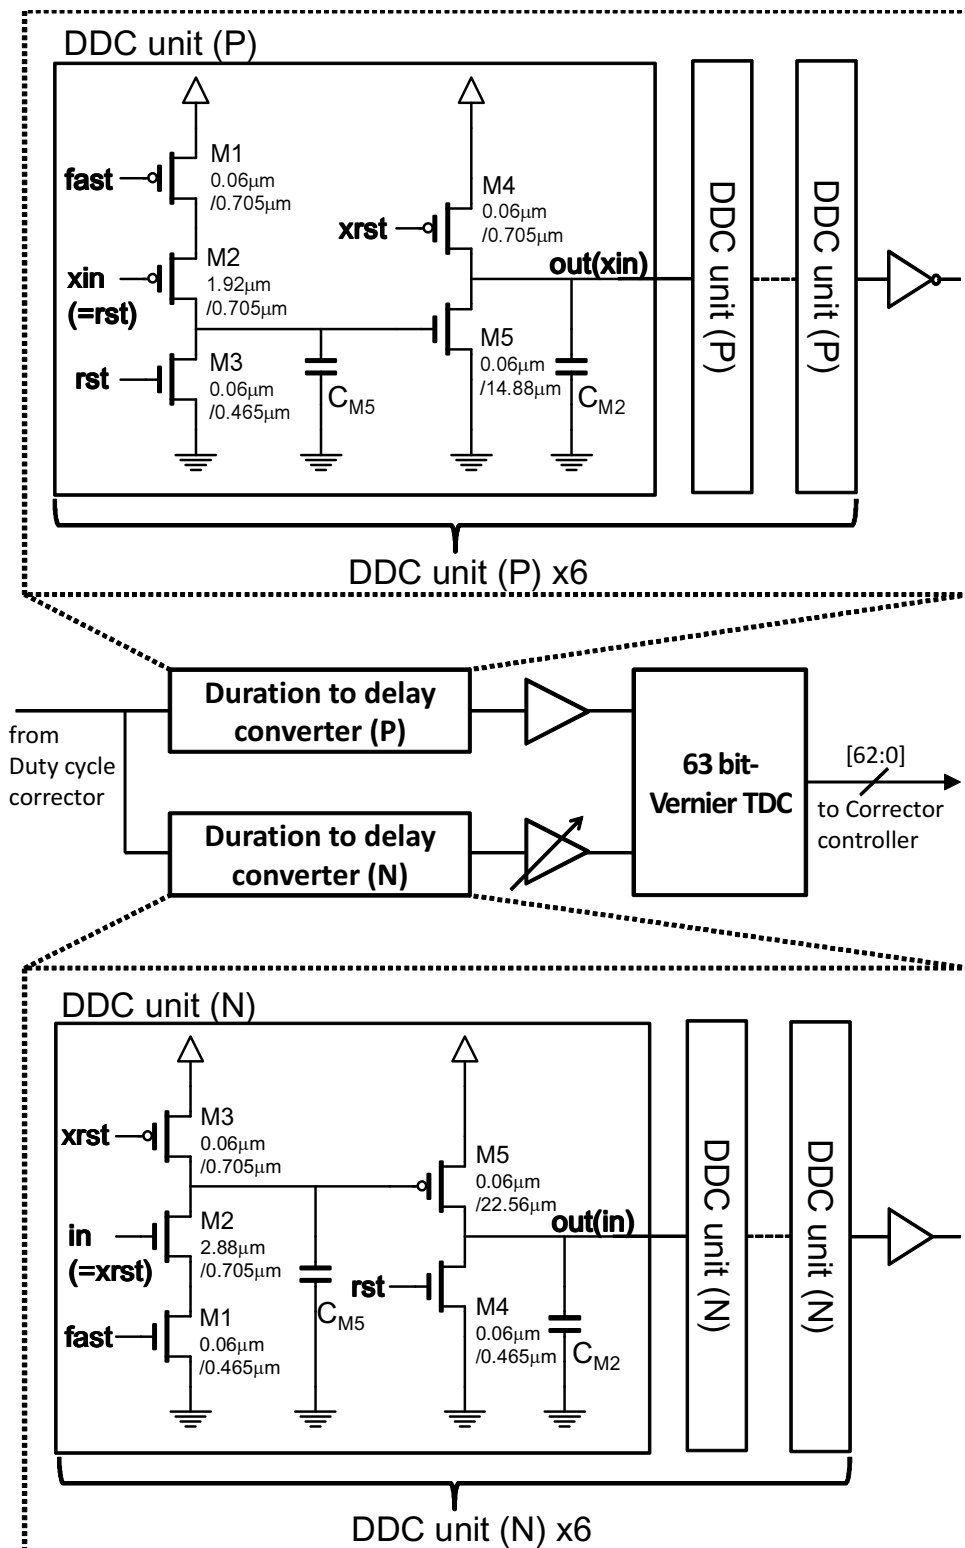 DDC unit (P)
M1
0.06μm
/0.705μm
fast
M4
0.06μm
/0.705μm
xrst
out(xin)
M2
1.92μm
/0.705μm
xin
(=rst)
M3
0.06μm
/0.465μm
rst
CM5
M5
0.06μm
/14.88μm
CM2
DDC unit (P)
DDC unit (P)
DDC unit (P) x6
from
Duty cycle
corrector
Duration to delay
converter (P)
Duration to delay
converter (N)
63 bit-
Vernier TDC
[62:0]
to Corrector
controller
DDC unit (N)
M3
0.06μm
/0.705μm
xrst
M5
0.06μm
/22.56μm
out(in)
M2
2.88μm
/0.705μm
in
(=xrst)
M1
0.06μm
/0.465μm
fast
CM5
rst
M4
0.06μm
/0.465μm
CM2
DDC unit (N)
DDC unit (N)
DDC unit (N) x6